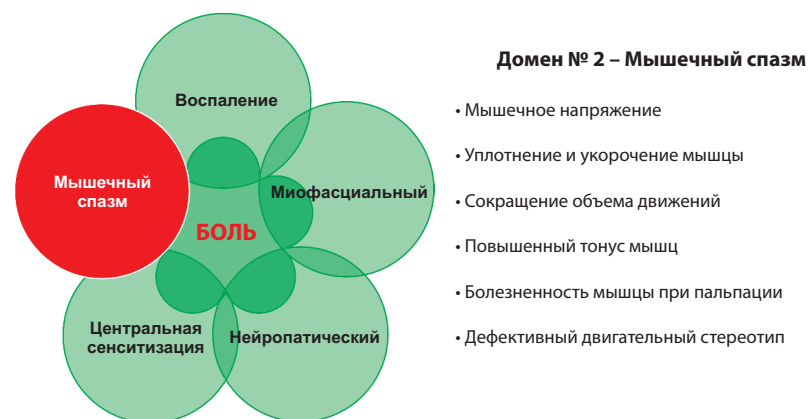 Воспаление
Мышечный
спазм
Миофасциальный
БОЛЬ
Центральная
сенситизация
Нейропатический
Домен № 2 – Мышечный спазм
• Мышечное напряжение
• Уплотнение и укорочение мышцы
• Сокращение объема движений
• Повышенный тонус мышц
• Болезненность мышцы при пальпации
• Дефективный двигательный стереотип